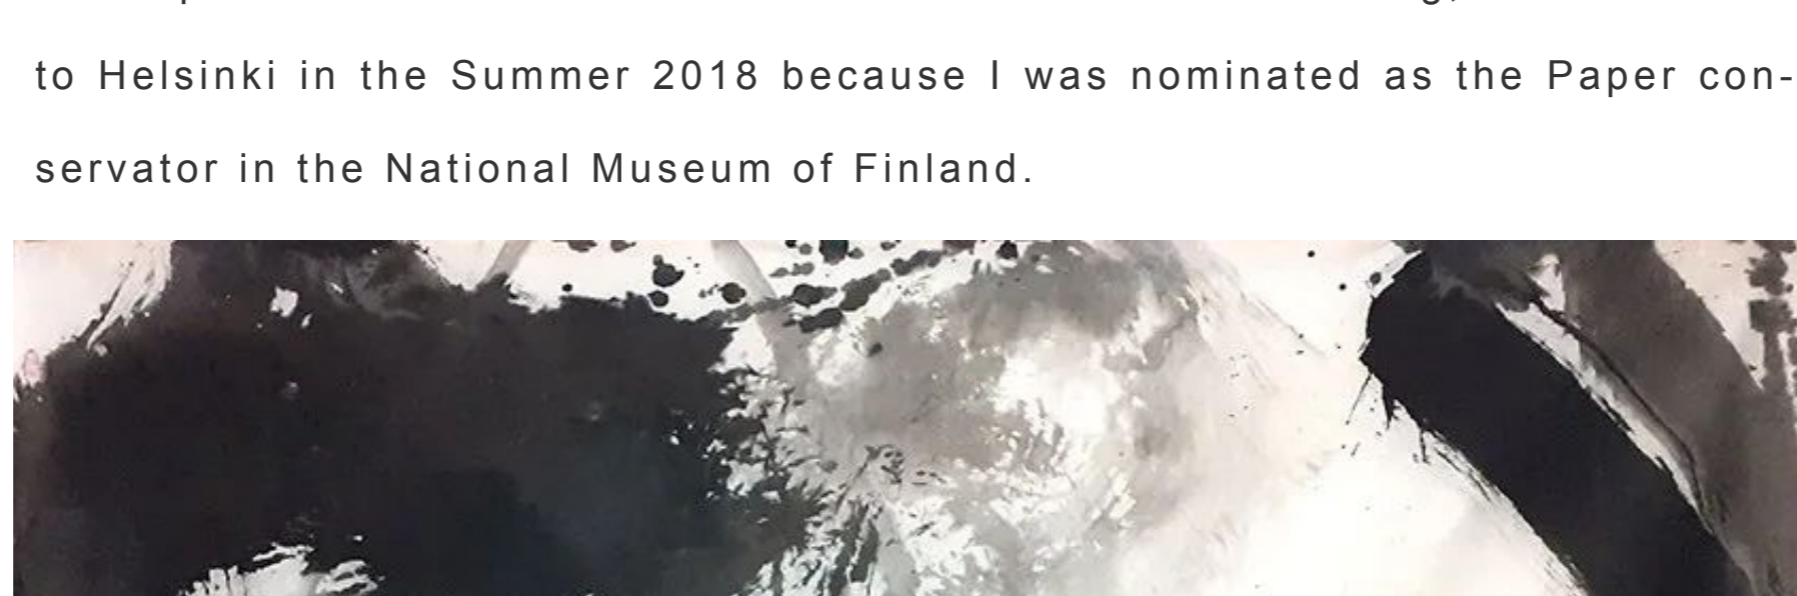 to Helsinki in the Summer 2018 because I was nominated as the Paper con-
servator in the National Museum of Finland.